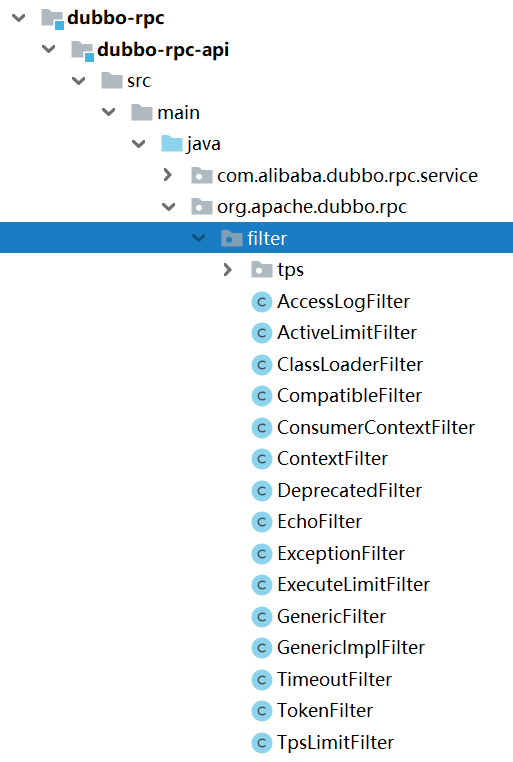 dubbo-rpc
dubbo-rpc-api
src
main
java
com.alibaba.dubbo.rpc.service
org.apache.dubbo.rpc
filter
tps
AccessLogFilter
ActiveLimitFilter
ClassLoaderFilter
CompatibleFilter
ConsumerContextFilter
ContextFilter
DeprecatedFilter
EchoFilter
ExceptionFilter
ExecuteLimitFilter
GenericFilter
GenericImplFilter
TimeoutFilter
TokenFilter
TpsLimitFilter